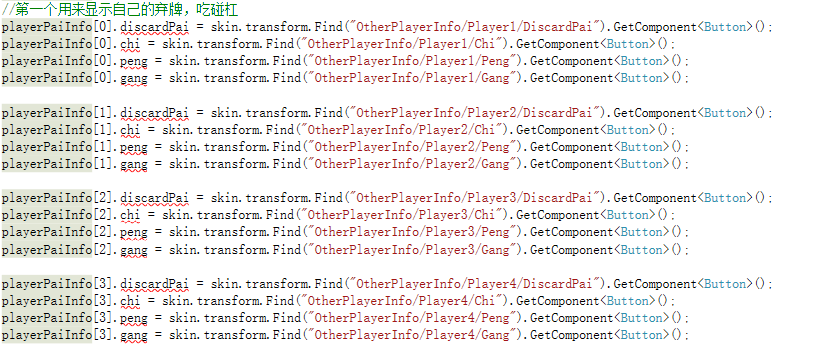 //第一个用来显示自己的弃牌，吃碰杠
playerPaiInfo[0].discardPai = skin.transform.Find("OtherPlayerInfo/Player1/DiscardPai").GetComponent<Button>();
playerPaiInfo[0].chi = skin.transform.Find("OtherPlayerInfo/Player1/Chi").GetComponent<Button>();
playerPaiInfo[0].peng = skin.transform.Find("OtherPlayerInfo/Player1/Peng").GetComponent<Button>();
playerPaiInfo[0].gang = skin.transform.Find("OtherPlayerInfo/Player1/Gang").GetComponent<Button>();
playerPaiInfo[1].discardPai = skin.transform.Find("OtherPlayerInfo/Player2/DiscardPai").GetComponent<Button>();
playerPaiInfo[1].chi = skin.transform.Find("OtherPlayerInfo/Player2/Chi").GetComponent<Button>();
playerPaiInfo[1].peng = skin.transform.Find("OtherPlayerInfo/Player2/Peng").GetComponent<Button>();
playerPaiInfo[1].gang = skin.transform.Find("OtherPlayerInfo/Player2/Gang").GetComponent<Button>();
playerPaiInfo[2].discardPai = skin.transform.Find("OtherPlayerInfo/Player3/DiscardPai").GetComponent<Button>();
playerPaiInfo[2].chi = skin.transform.Find("OtherPlayerInfo/Player3/Chi").GetComponent<Button>();
playerPaiInfo[2].peng = skin.transform.Find("OtherPlayerInfo/Player3/Peng").GetComponent<Button>();
playerPaiInfo[2].gang = skin.transform.Find("OtherPlayerInfo/Player3/Gang").GetComponent<Button>();
playerPaiInfo[3].discardPai = skin.transform.Find("OtherPlayerInfo/Player4/DiscardPai").GetComponent<Button>();
playerPaiInfo[3].chi = skin.transform.Find("OtherPlayerInfo/Player4/Chi").GetComponent<Button>();
playerPaiInfo[3].peng = skin.transform.Find("OtherPlayerInfo/Player4/Peng").GetComponent<Button>();
playerPaiInfo[3].gang = skin.transform.Find("OtherPlayerInfo/Player4/Gang").GetComponent<Button>();